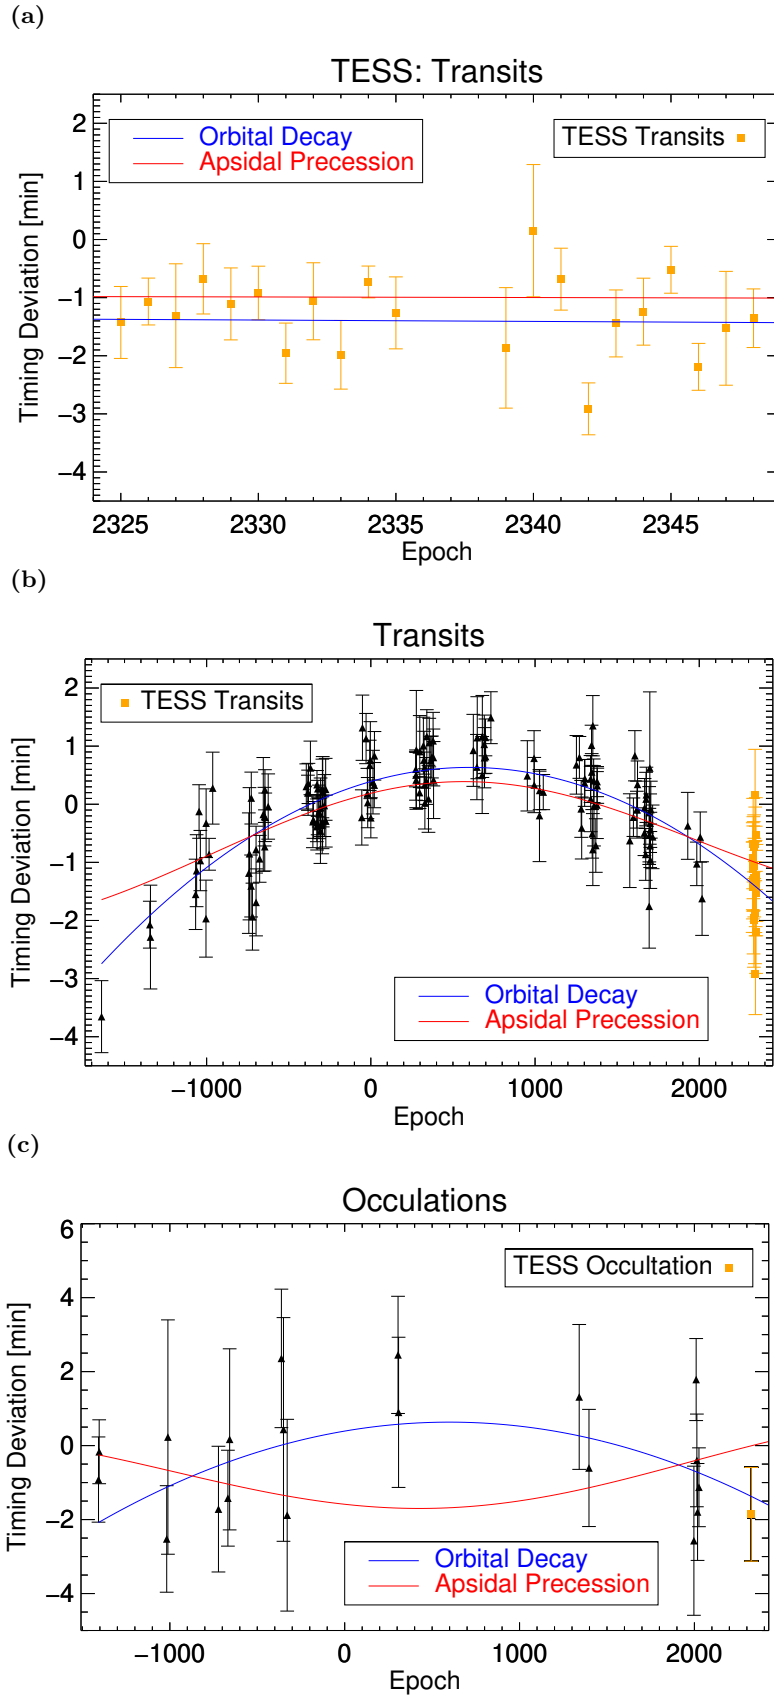 (a)
TESS: Transits
Timing Deviation [min]
2
1
0
−1
−2
−3
−4
Orbital Decay
Apsidal Precession
TESS Transits
2325
2330
2335
2340
2345
Epoch
(b)
Transits
Timing Deviation [min]
2
1
0
−1
−2
−3
−4
TESS Transits
Orbital Decay
Apsidal Precession
−1000
0
1000
2000
Epoch
(c)
Occulations
Timing Deviation [min]
6
4
2
0
−2
−4
TESS Occultation
Orbital Decay
Apsidal Precession
−1000
0
1000
2000
Epoch